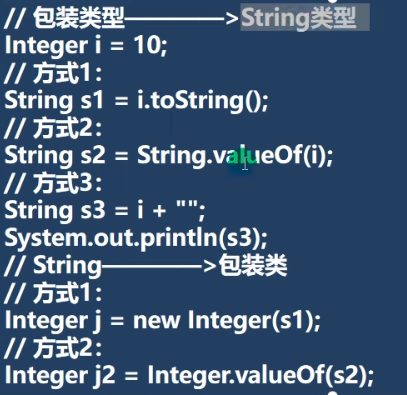 // 包装类型—————>String类型
Integer i = 10;
// 方式1：
String s1 = i.toString();
// 方式2：
String s2 = String.valueOf(i);
// 方式3：
String s3 = i + "";
System.out.println(s3);
// String—————>包装类
// 方式1：
Integer j = new Integer(s1);
// 方式2：
Integer j2 = Integer.valueOf(s2);